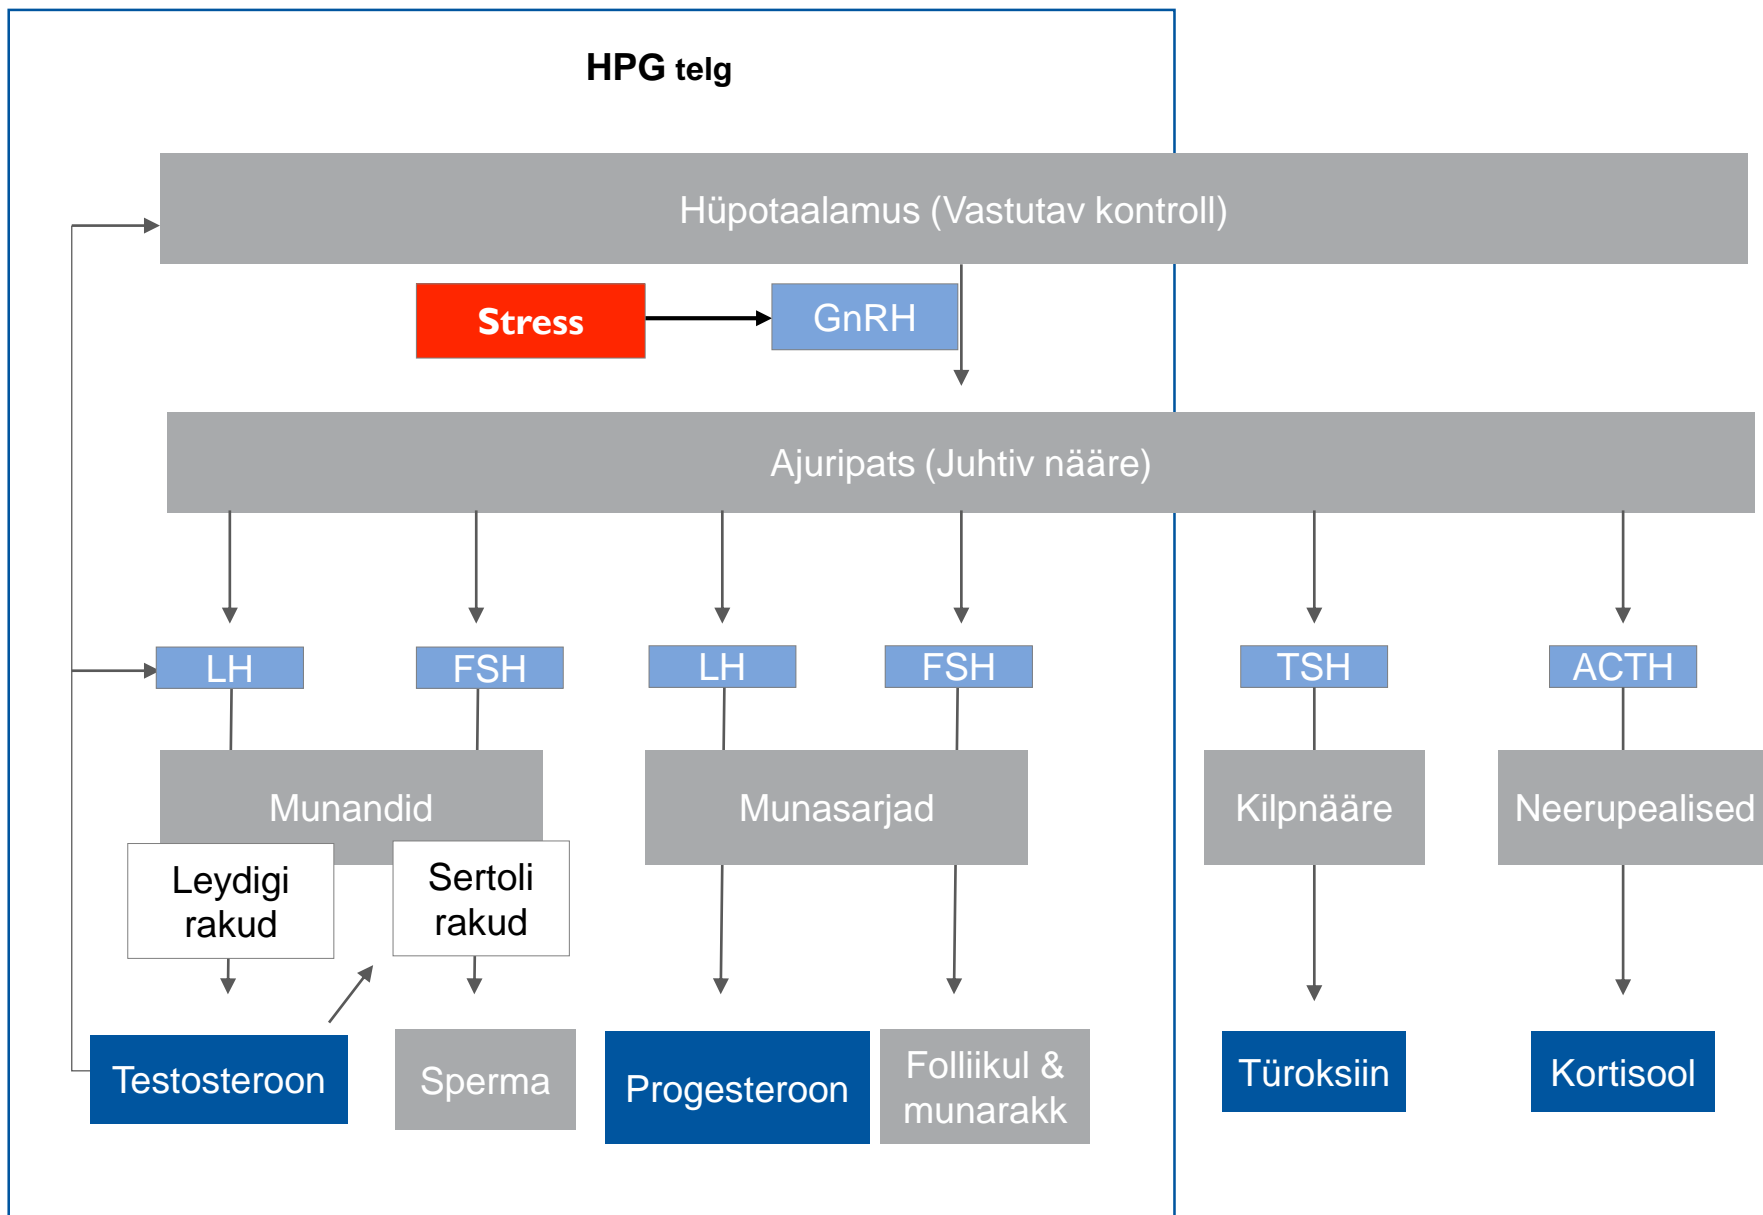 HPG telg
Hüpotaalamus (Vastutav kontroll)
Stress
GnRH
Ajuripats (Juhtiv nääre)
LH
FSH
LH
FSH
TSH
ACTH
Munandid
Munasarjad
Kilpnääre
Neerupealised
Leydigi
rakud
Sertoli
rakud
Testosteroon
Sperma
Progesteroon
Folliikul &
munarakk
Türoksiin
Kortisool